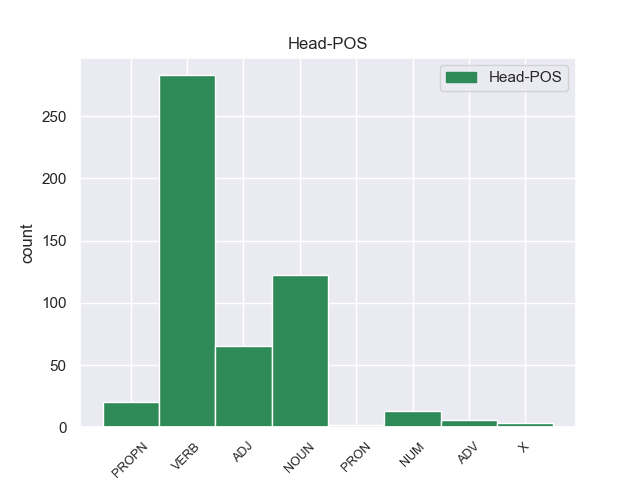 Head-POS
Head-POS
250
200
150
100
50
0
count
PROPN
VERB
ADJ
NOUN
PRON
NUM
ADV
X